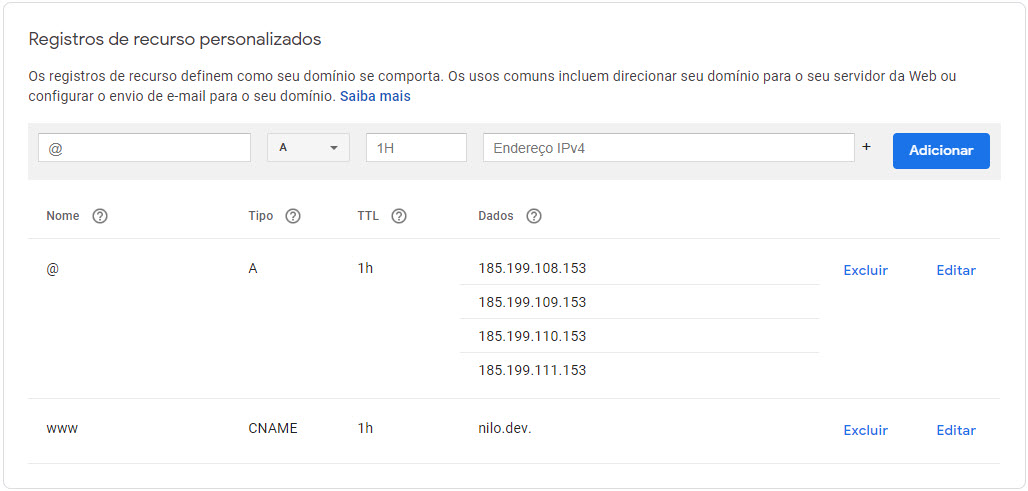 Registros de recurso personalizados
Os registros de recurso definem como seu domínio se comporta. Os usos comuns incluem direcionar seu domínio para o seu servidor da Web ou
configurar o envio de e-mail para o seu domínio. Saiba mais
@ A 1H Endereço IPv4 + Adicionar
Nome ? Tipo ? TTL ? Dados ?
@ A 1h 185.199.108.153 Excluir Editar
185.199.109.153
185.199.110.153
185.199.111.153
www CNAME 1h nilo.dev. Excluir Editar